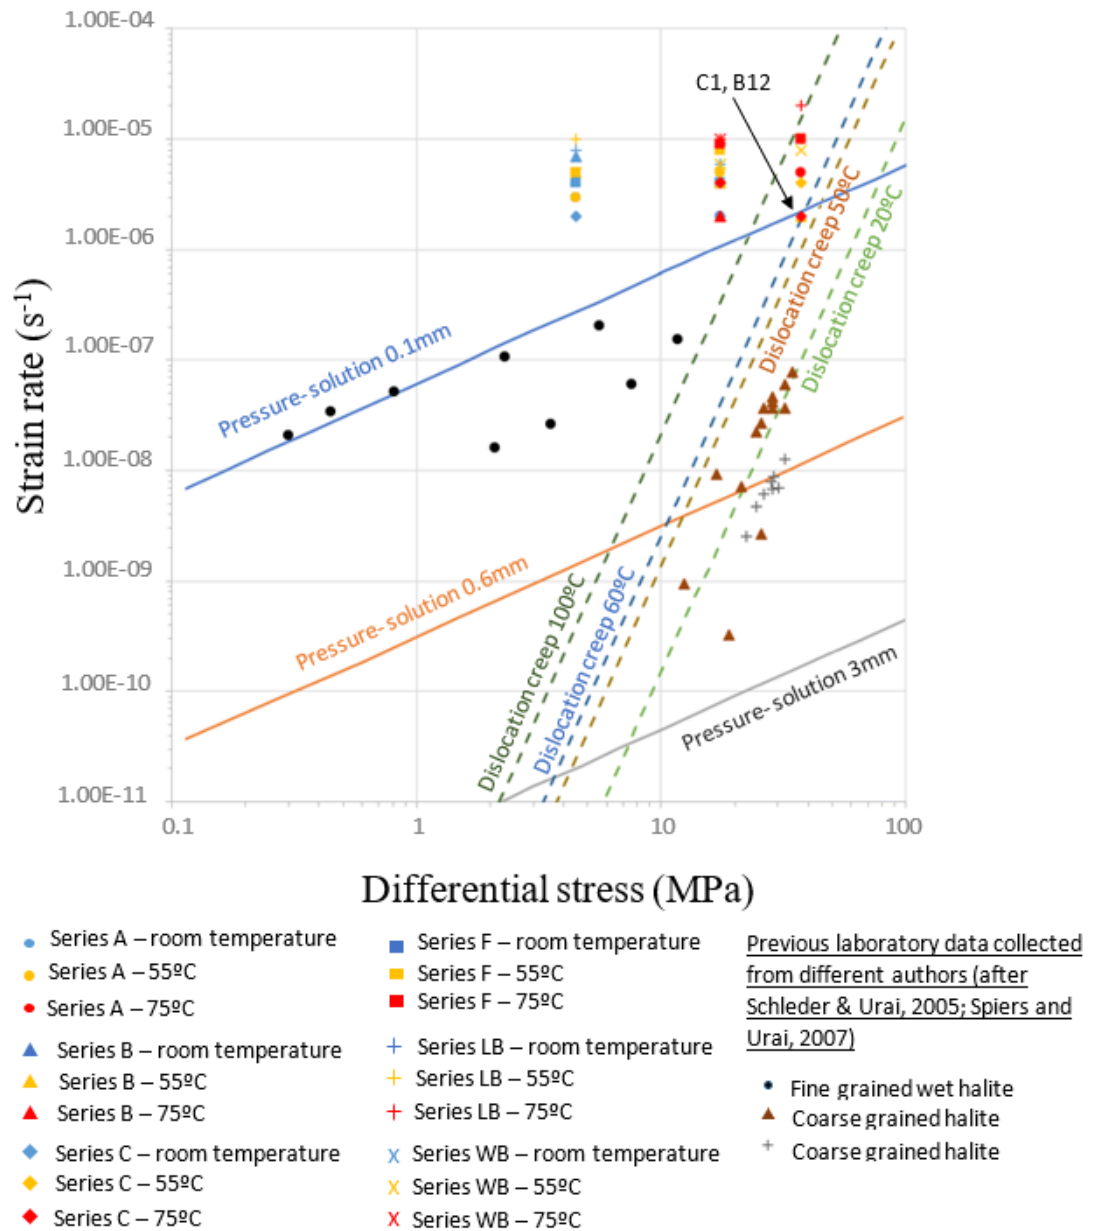 1.00E-04
1.00E-05
1.00E-06
1.00E-07
1.00E-08
1.00E-09
1.00E-10
1.00E-11
Strain rate (s-1)
C1, B12
Pressure- solution 0.1mm
Pressure- solution 0.6mm
Pressure- solution 3mm
Dislocation creep 100ºC
Dislocation creep 60ºC
Dislocation creep 50ºC
Dislocation creep 20ºC
0.1
1
10
100
Differential stress (MPa)
Series A – room temperature
Series A – 55ºC
Series A – 75ºC
Series B – room temperature
Series B – 55ºC
Series B – 75ºC
Series C – room temperature
Series C – 55ºC
Series C – 75ºC
Series F – room temperature
Series F – 55ºC
Series F – 75ºC
Series LB – room temperature
Series LB – 55ºC
Series LB – 75ºC
Series WB – room temperature
Series WB – 55ºC
Series WB – 75ºC
Previous laboratory data collected
from different authors (after
Schleder & Urai, 2005; Spiers and
Urai, 2007)
Fine grained wet halite
Coarse grained halite
Coarse grained halite